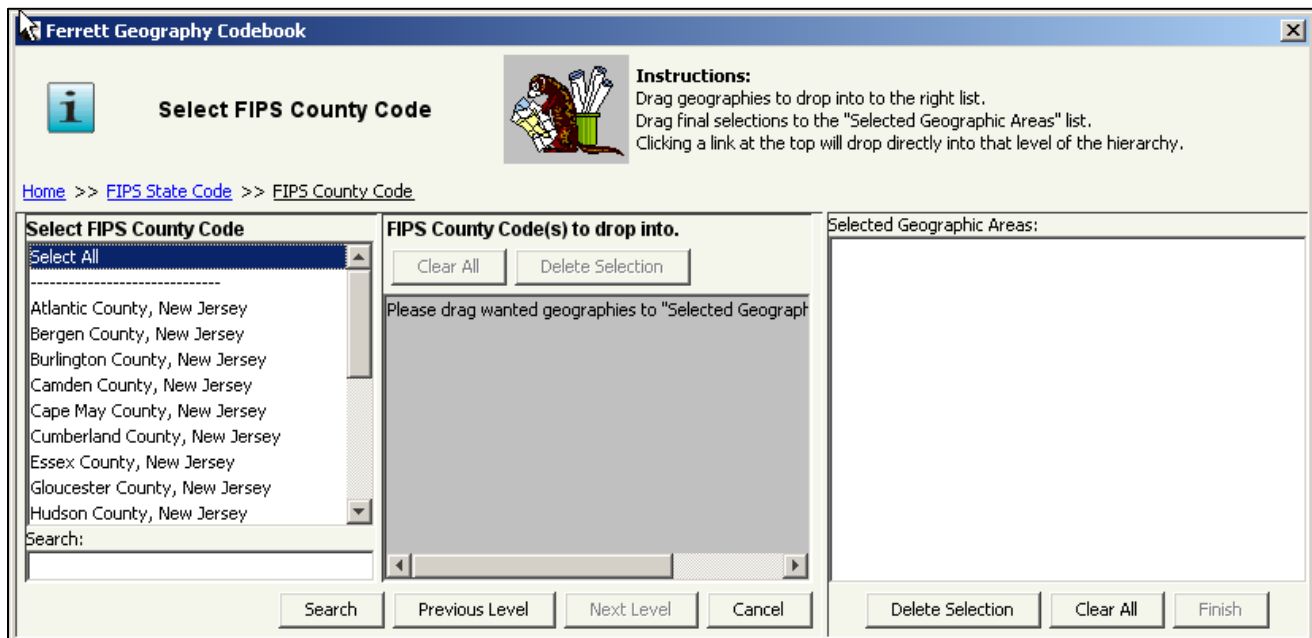 Ferrett Geography Codebook
Select FIPS County Code
Instructions:
Drag geographies to drop into to the right list.
Drag final selections to the "Selected Geographic Areas" list.
Clicking a link at the top will drop directly into that level of the hierarchy.
Home >> FIPS State Code >> FIPS County Code
Select FIPS County Code
Select All
------------------------------
Atlantic County, New Jersey
Bergen County, New Jersey
Burlington County, New Jersey
Camden County, New Jersey
Cape May County, New Jersey
Cumberland County, New Jersey
Essex County, New Jersey
Gloucester County, New Jersey
Hudson County, New Jersey
Search:
FIPS County Code(s) to drop into.
Clear All Delete Selection
Please drag wanted geographies to "Selected Geograph
Selected Geographic Areas:
Search Previous Level Next Level Cancel Delete Selection Clear All Finish